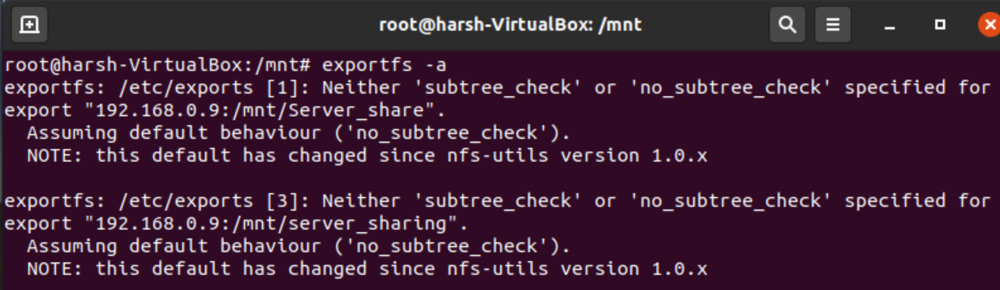 root@harsh-VirtualBox: /mnt
root@harsh-VirtualBox:/mnt# exportfs -a
exportfs: /etc/exports [1]: Neither 'subtree_check' or 'no_subtree_check' specified for
export "192.168.0.9:/mnt/Server_share".
  Assuming default behaviour ('no_subtree_check').
  NOTE: this default has changed since nfs-utils version 1.0.x

exportfs: /etc/exports [3]: Neither 'subtree_check' or 'no_subtree_check' specified for
export "192.168.0.9:/mnt/server_sharing".
  Assuming default behaviour ('no_subtree_check').
  NOTE: this default has changed since nfs-utils version 1.0.x